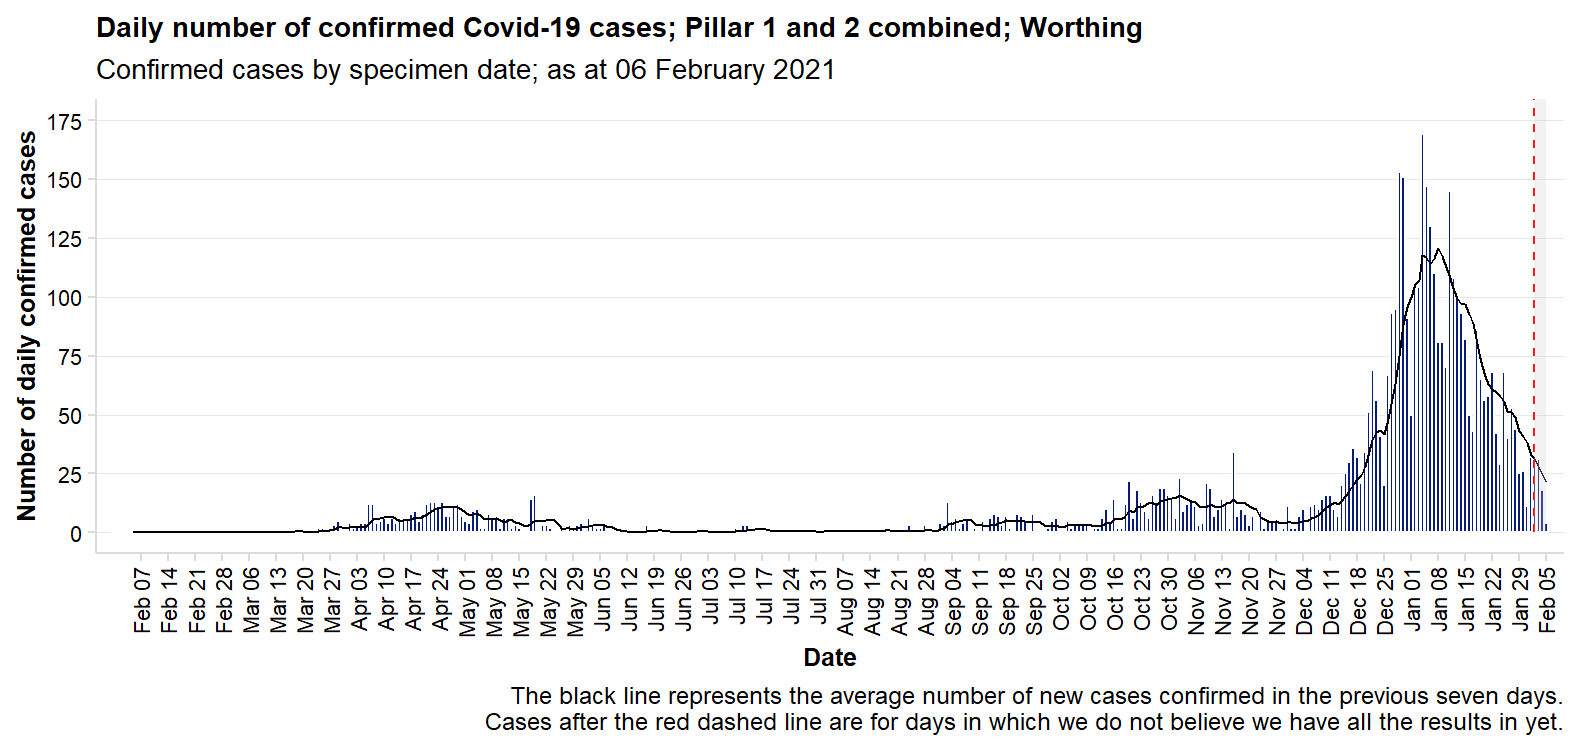 Daily number of confirmed Covid-19 cases; Pillar 1 and 2 combined; Worthing
Confirmed cases by specimen date; as at 06 February 2021
Number of daily confirmed cases
175
150
125
100
75
50
25
0
Feb 07
Feb 14
Feb 21
Feb 28
Mar 06
Mar 13
Mar 20
Mar 27
Apr 03
Apr 10
Apr 17
Apr 24
May 01
May 08
May 15
May 22
May 29
Jun 05
Jun 12
Jun 19
Jun 26
Jul 03
Jul 10
Jul 17
Jul 24
Jul 31
Aug 07
Aug 14
Aug 21
Aug 28
Sep 04
Sep 11
Sep 18
Sep 25
Oct 02
Oct 09
Oct 16
Oct 23
Oct 30
Nov 06
Nov 13
Nov 20
Nov 27
Dec 04
Dec 11
Dec 18
Dec 25
Jan 01
Jan 08
Jan 15
Jan 22
Jan 29
Feb 05
Date
The black line represents the average number of new cases confirmed in the previous seven days.
Cases after the red dashed line are for days in which we do not believe we have all the results in yet.